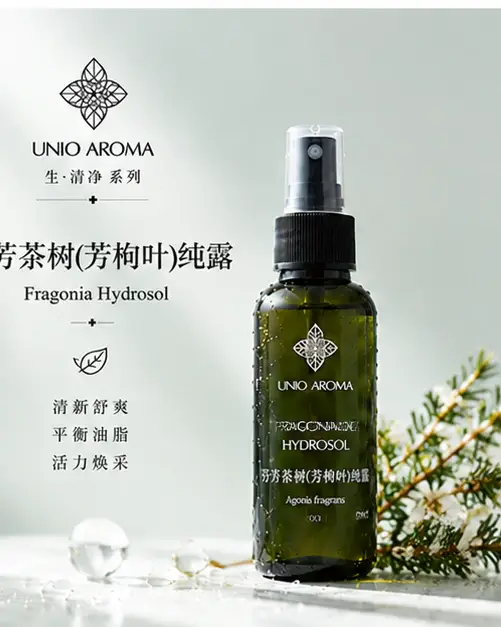 UNIO AROMA
生·清净 系列
芳茶树(芳枸叶)纯露
Fragonia Hydrosol
清新舒爽
平衡油脂
活力焕采
UNIO AROMA
HYDROSOL
芳茶树(芳枸叶)纯露
Agonis fragrans